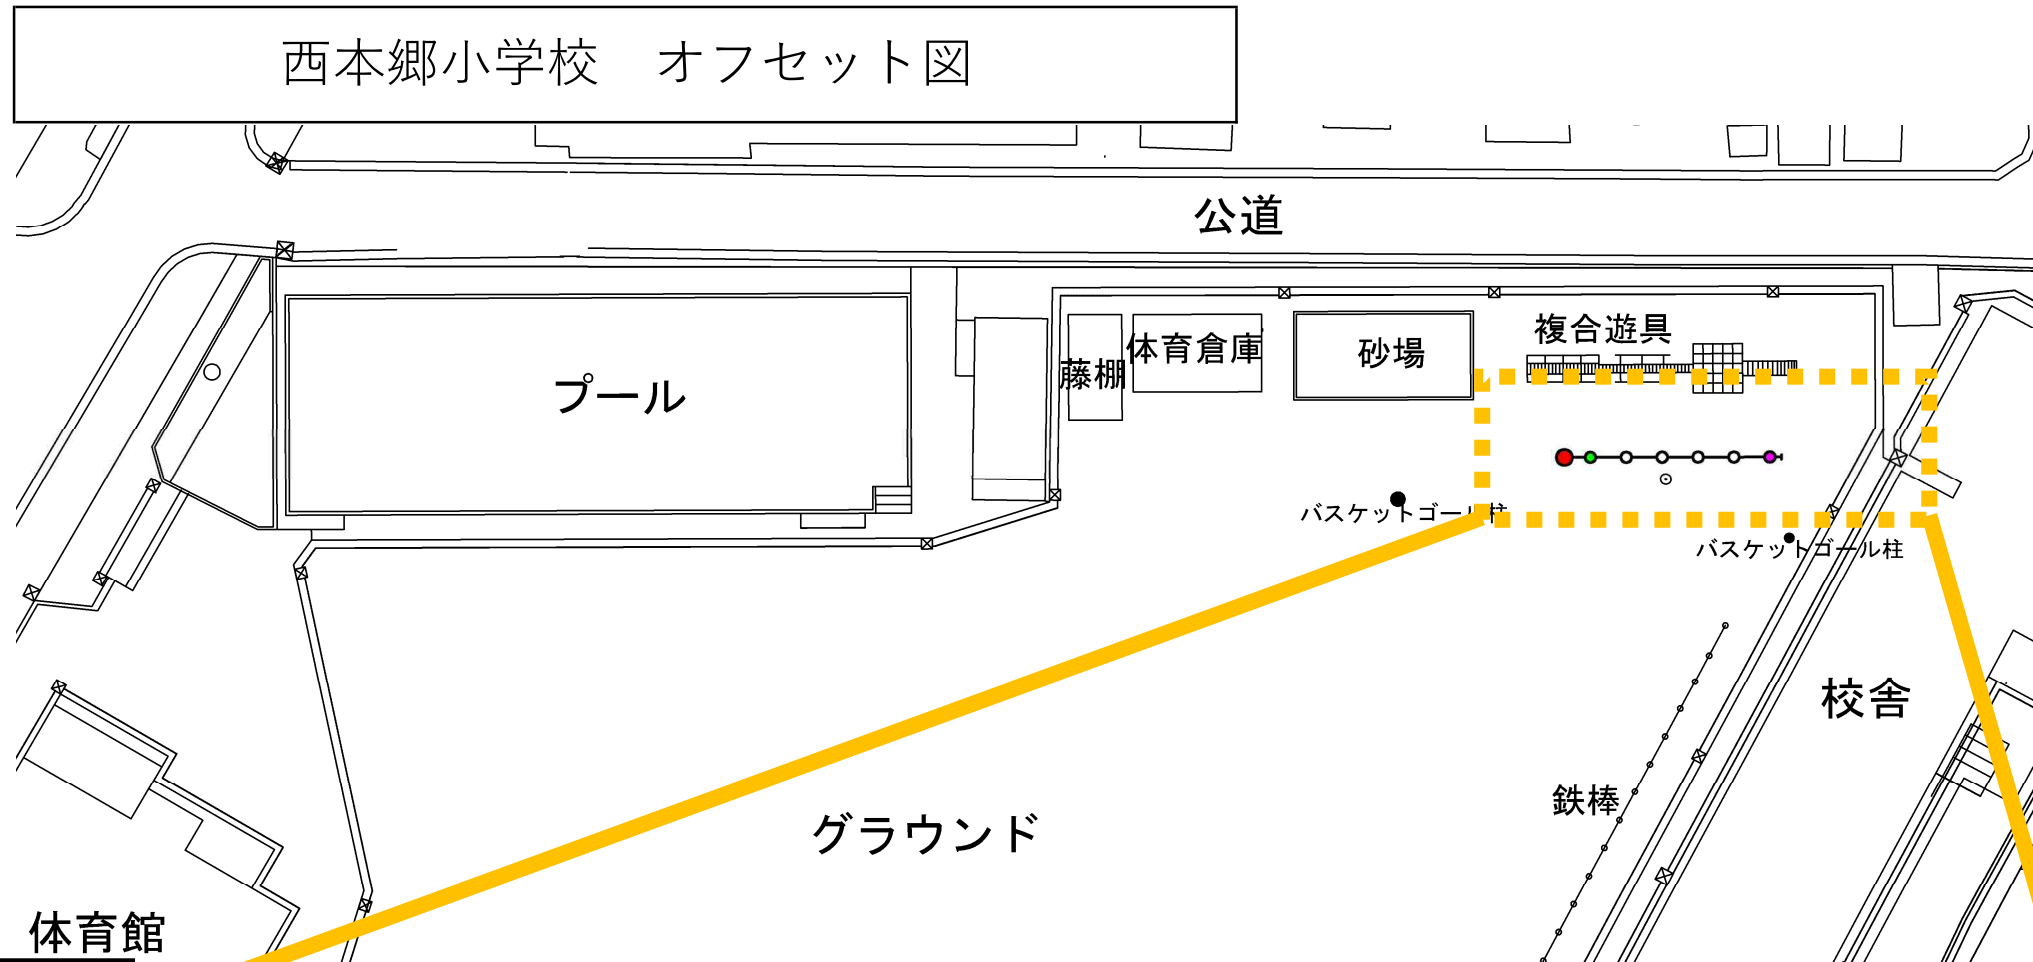 西本郷小学校　オフセット図
公道
複合遊具
体育倉庫
砂場
藤棚
プール
バスケットゴール柱
バスケットゴール柱
校舎
鉄棒
グラウンド
体育館